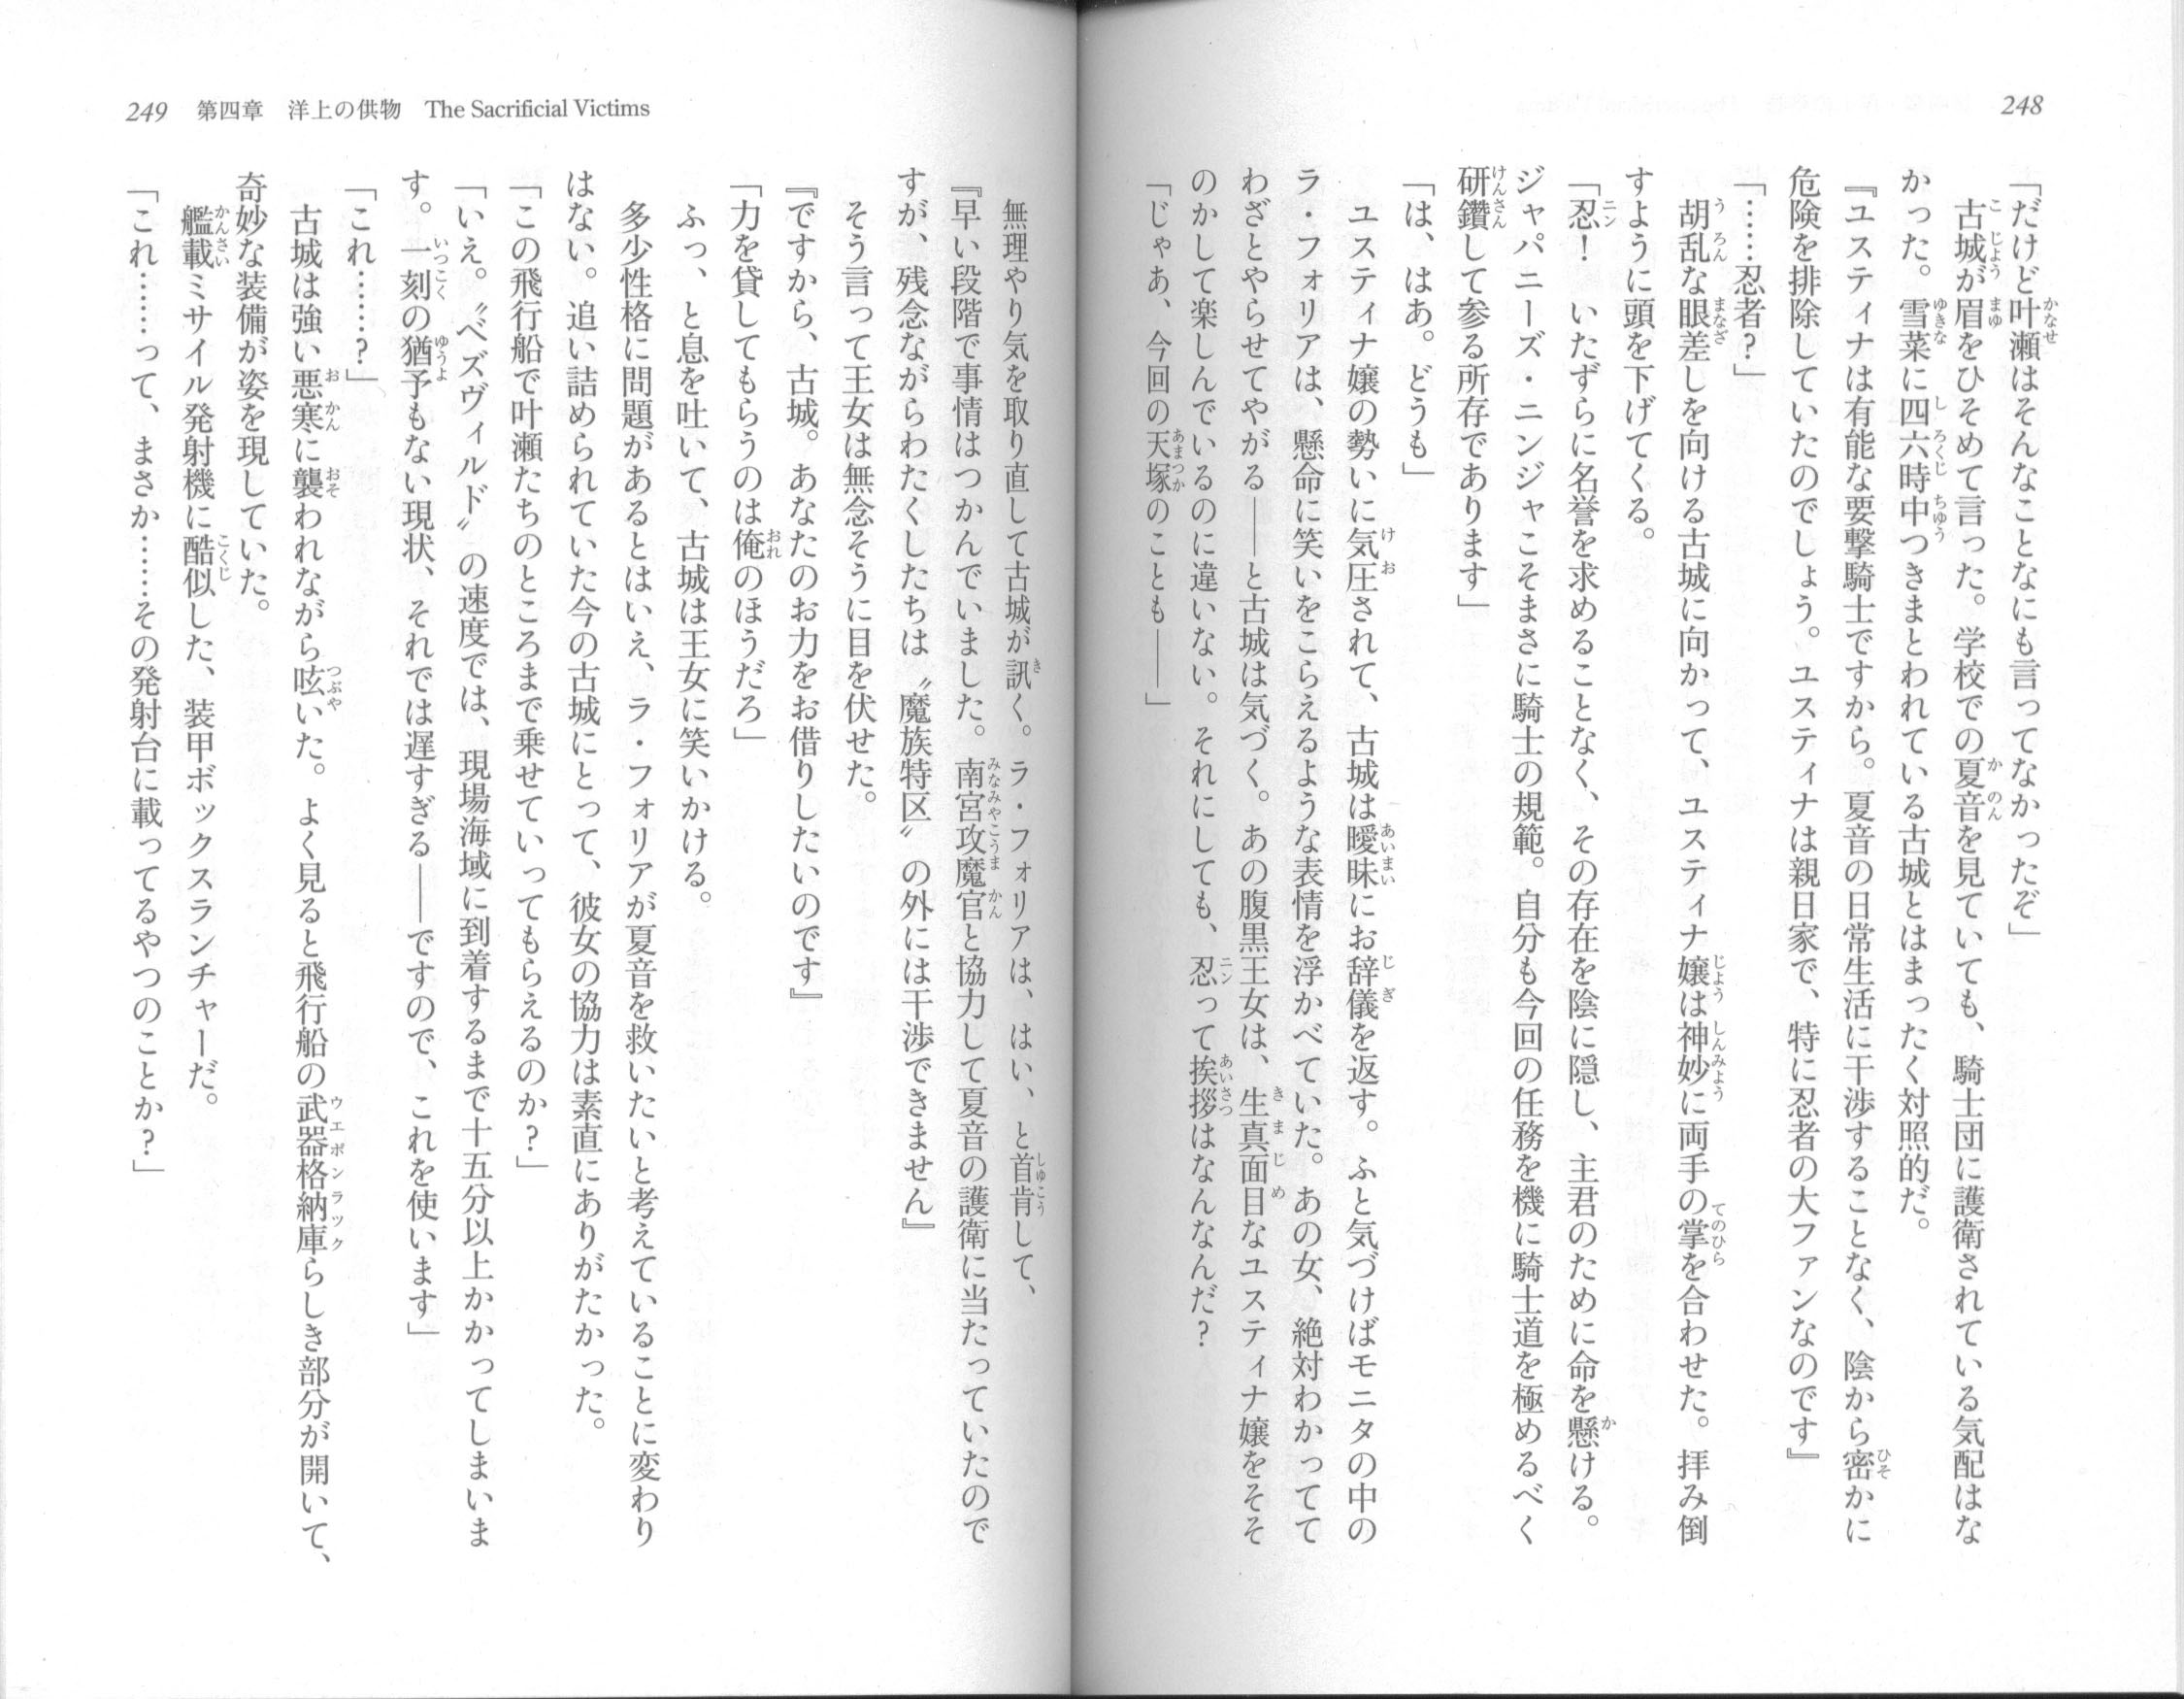 248
「だけど叶瀬はそんなことなにも言ってなかったぞ」
　古城が眉をひそめて言った。学校での夏音を見ていても、騎士団に護衛されている気配はな
かった。雪菜に四六時中つきまとわれている古城とはまったく対照的だ。
『ユスティナは有能な要撃騎士ですから。夏音の日常生活に干渉することなく、陰から密かに
危険を排除していたのでしょう。ユスティナは親日家で、特に忍者の大ファンなのです』
「……忍者？」
　胡乱な眼差しを向ける古城に向かって、ユスティナ嬢は神妙に両手の掌を合わせた。拝み倒
すように頭を下げてくる。
「忍！　いたずらに名誉を求めることなく、その存在を陰に隠し、主君のために命を懸ける。
ジャパニーズ・ニンジャこそまさに騎士の規範。自分も今回の任務を機に騎士道を極めるべく
研鑽して参る所存であります」
「は、はあ。どうも」
　ユスティナ嬢の勢いに気圧されて、古城は曖昧にお辞儀を返す。ふと気づけばモニタの中の
ラ・フォリアは、懸命に笑いをこらえるような表情を浮かべていた。あの女、絶対わかってて
わざとやらせてやがる――と古城は気づく。あの腹黒王女は、生真面目なユスティナ嬢をそそ
のかして楽しんでいるのに違いない。それにしても、忍って挨拶はなんなんだ？
「じゃあ、今回の天塚のことも――」
249　第四章　洋上の供物　The Sacrificial Victims
　無理やり気を取り直して古城が訊く。ラ・フォリアは、はい、と首肯して、
『早い段階で事情はつかんでいました。南宮攻魔官と協力して夏音の護衛に当たっていたので
すが、残念ながらわたくしたちは〝魔族特区〟の外には干渉できません』
　そう言って王女は無念そうに目を伏せた。
『ですから、古城。あなたのお力をお借りしたいのです』
「力を貸してもらうのは俺のほうだろ」
　ふっ、と息を吐いて、古城は王女に笑いかける。
　多少性格に問題があるとはいえ、ラ・フォリアが夏音を救いたいと考えていることに変わり
はない。追い詰められていた今の古城にとって、彼女の協力は素直にありがたかった。
「この飛行船で叶瀬たちのところまで乗せていってもらえるのか？」
「いえ。〝ベズヴィルド〟の速度では、現場海域に到着するまで十五分以上かかってしまいま
す。一刻の猶予もない現状、それでは遅すぎる――ですので、これを使います」
「これ……？」
　古城は強い悪寒に襲われながら呟いた。よく見ると飛行船の武器格納庫らしき部分が開いて、
奇妙な装備が姿を現していた。
　艦載ミサイル発射機に酷似した、装甲ボックスランチャーだ。
「これ……って、まさか……その発射台に載ってるやつのことか？」